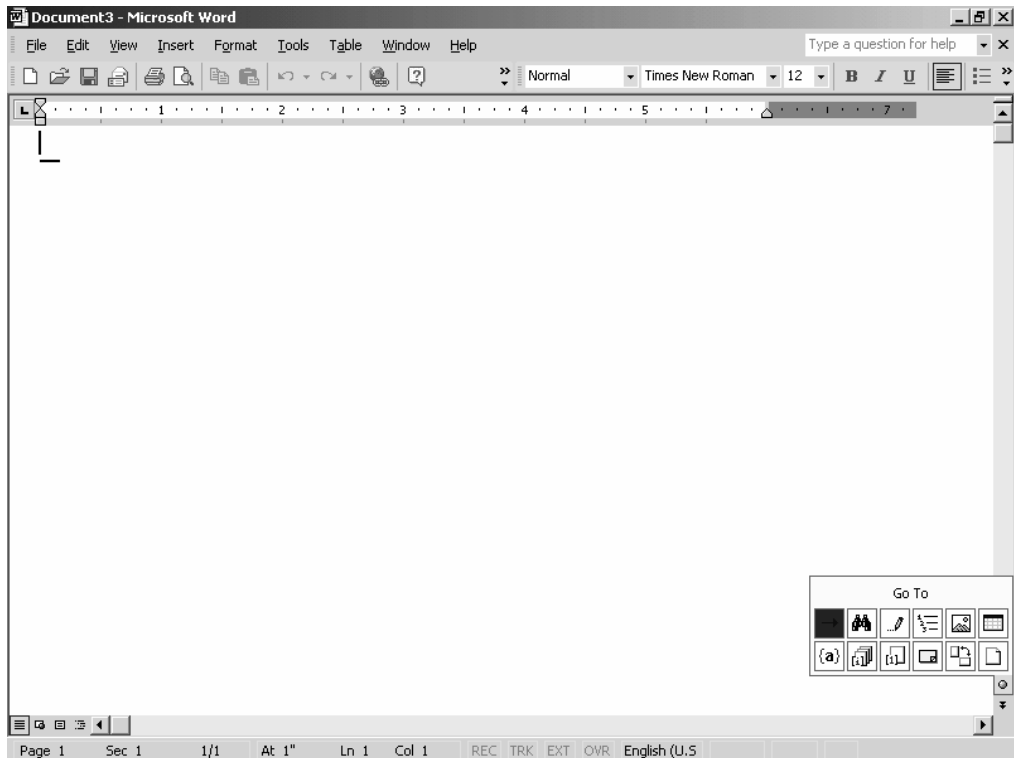 Document3 - Microsoft Word
File Edit View Insert Format Tools Table Window Help Type a question for help
Normal Times New Roman 12 B I U
1 2 3 4 5 7
Go To
{a} [i] [1]
Page 1 Sec 1 1/1 At 1" Ln 1 Col 1 REC TRK EXT OVR English (U.S